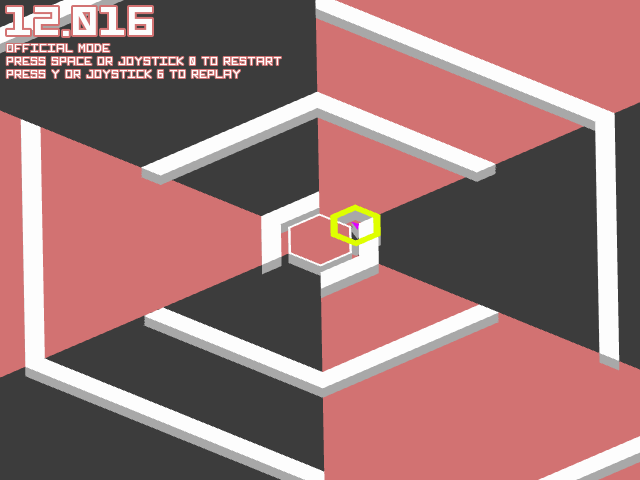 12.016
OFFICIAL MODE
PRESS SPACE OR JOYSTICK 0 TO RESTART
PRESS Y OR JOYSTICK 6 TO REPLAY